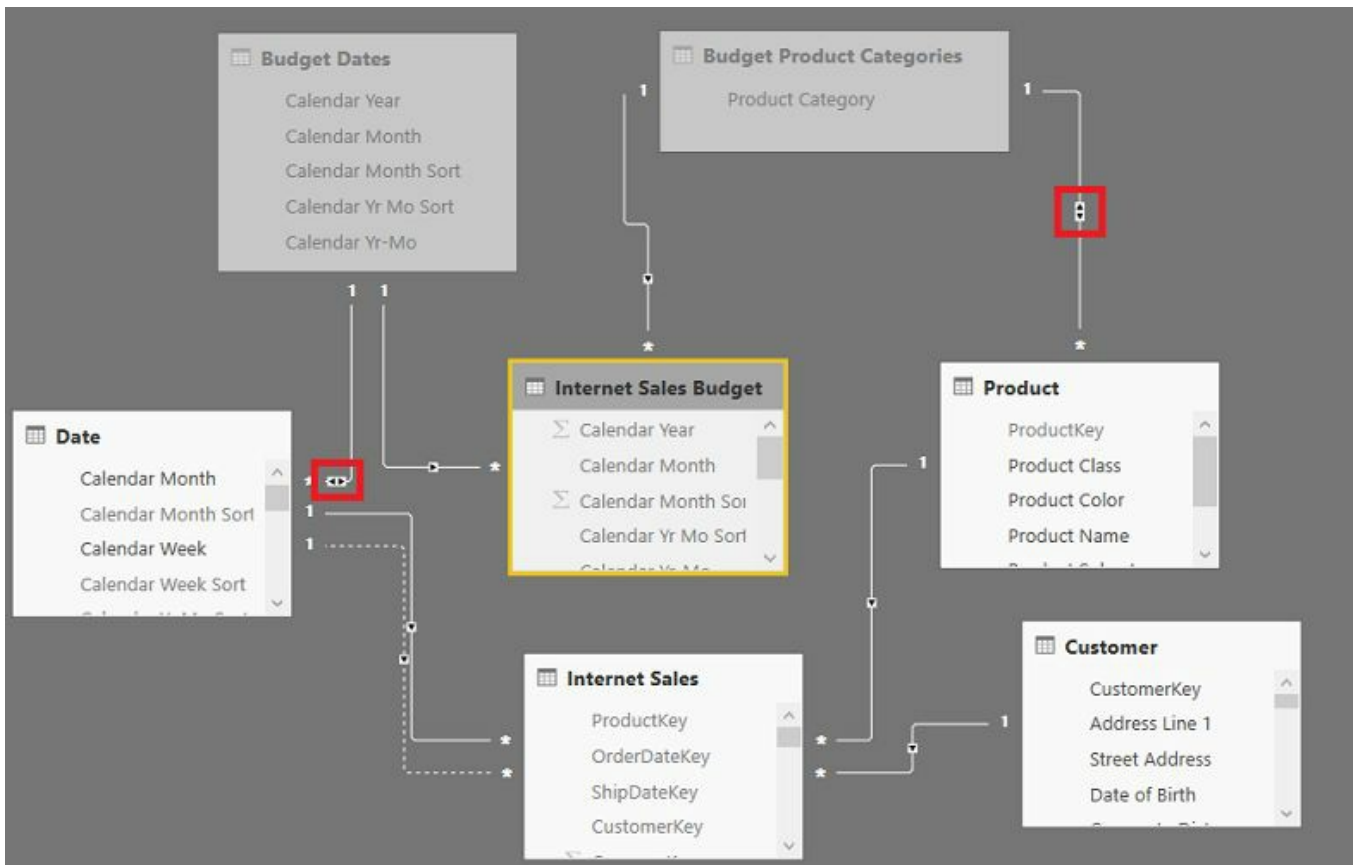 Budget Dates
Calendar Year
Calendar Month
Calendar Month Sort
Calendar Yr Mo Sort
Calendar Yr-Mo
Budget Product Categories
Product Category
1
1
1 1
*
*
Internet Sales Budget
Σ Calendar Year
Calendar Month
Σ Calendar Month Sor
Calendar Yr Mo Sort
Product
ProductKey
Product Class
Product Color
Product Name
Date
Calendar Month
Calendar Month Sort
Calendar Week
Calendar Week Sort
*
1
1
*
1
Internet Sales
ProductKey
OrderDateKey
ShipDateKey
CustomerKey
*
*
*
*
1
Customer
CustomerKey
Address Line 1
Street Address
Date of Birth